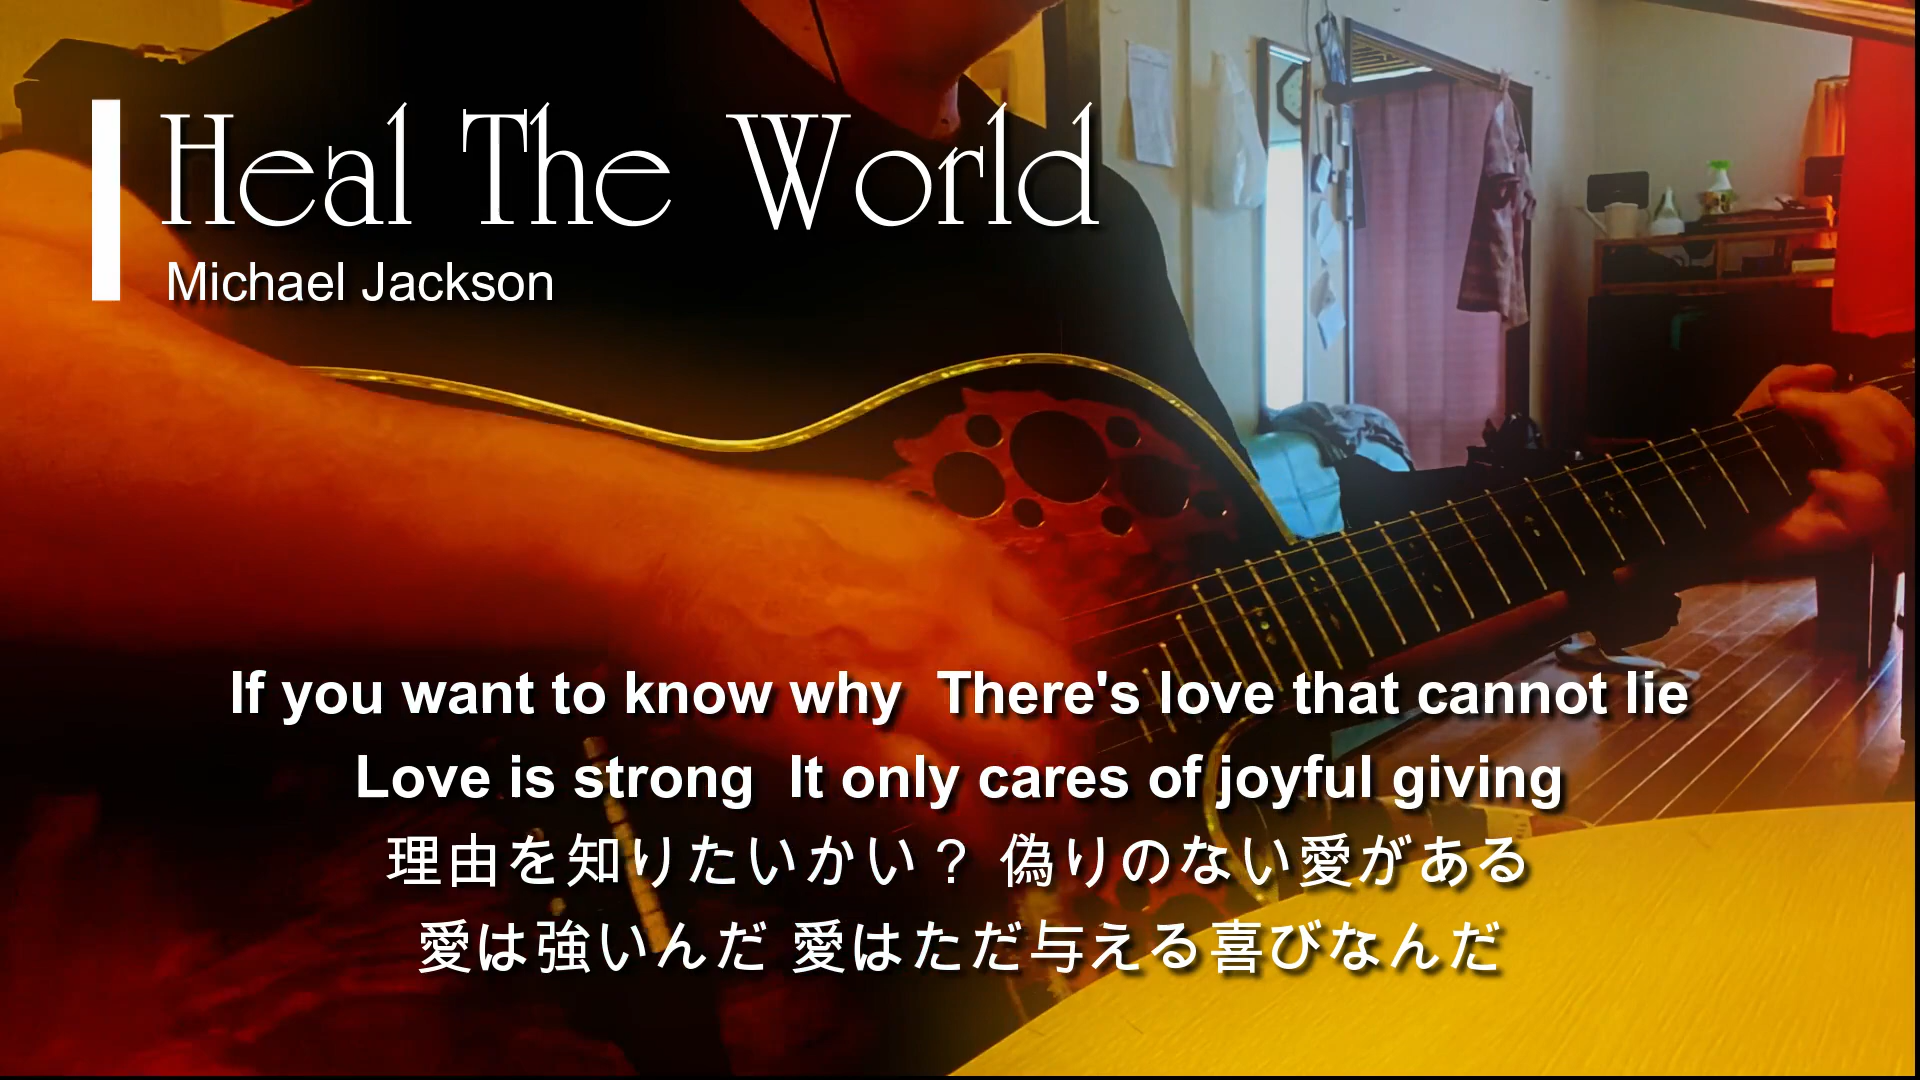 Heal The World
Michael Jackson
If you want to know why  There's love that cannot lie
Love is strong  It only cares of joyful giving
理由を知りたいかい？ 偽りのない愛がある
愛は強いんだ 愛はただ与える喜びなんだ